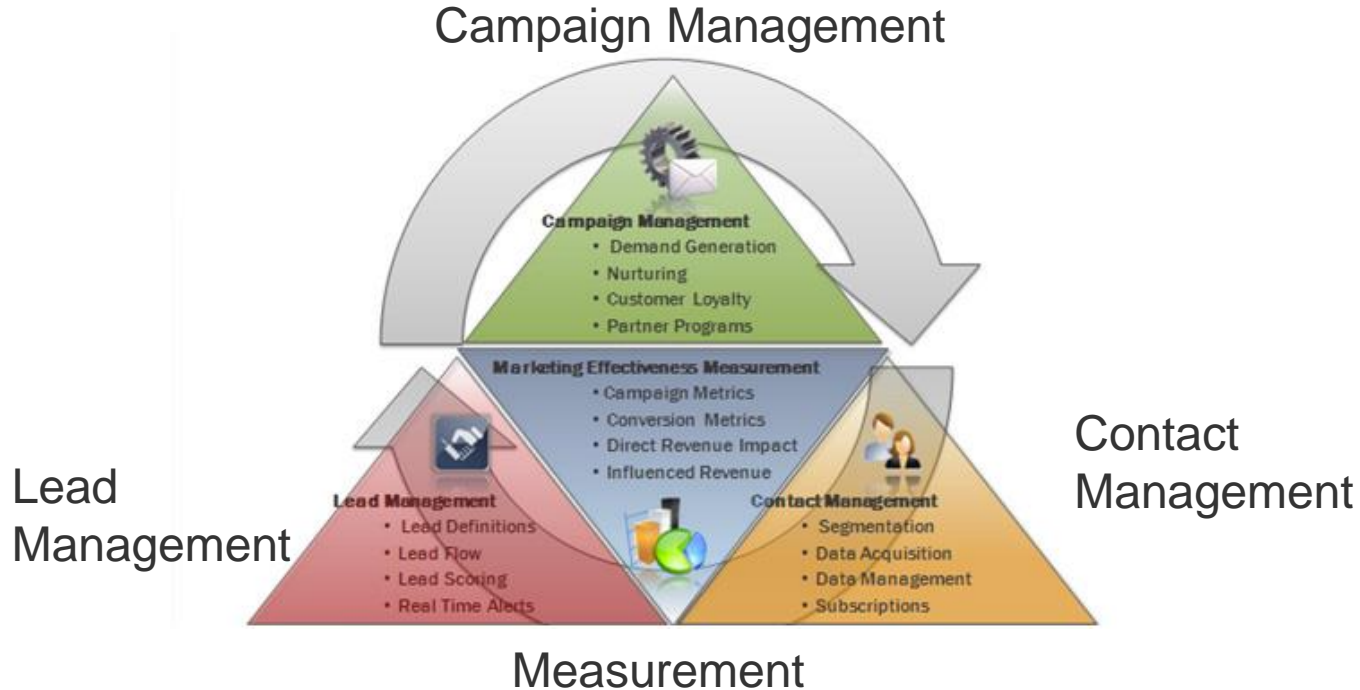 Campaign Management
Campaign Management
• Demand Generation
• Nurturing
• Customer Loyalty
• Partner Programs
Marketing Effectiveness Measurement
• Campaign Metrics
• Conversion Metrics
• Direct Revenue Impact
• Influenced Revenue
Lead
Management
Lead Management
• Lead Definitions
• Lead Flow
• Lead Scoring
• Real Time Alerts
Contact Management
• Segmentation
• Data Acquisition
• Data Management
• Subscriptions
Contact
Management
Measurement